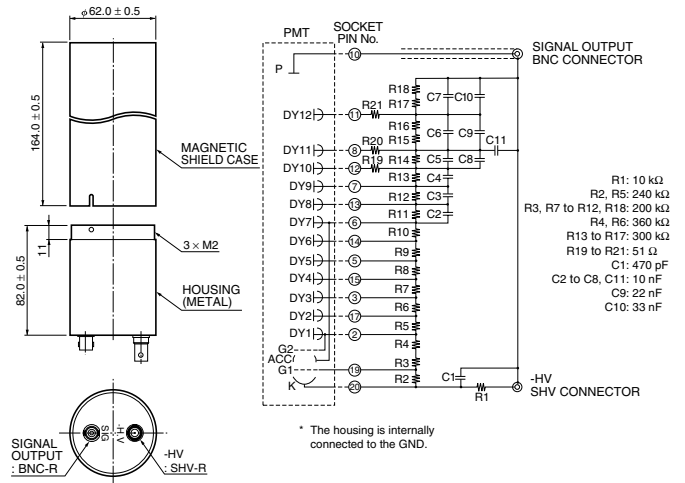 ϕ62.0 ± 0.5
164.0 ± 0.5
MAGNETIC
SHIELD CASE
82.0 ± 0.5
11
3 × M2
HOUSING
(METAL)
SIGNAL
OUTPUT
: BNC-R
SIG
-H.V
-HV
: SHV-R
PMT
SOCKET
PIN No.
SIGNAL OUTPUT
BNC CONNECTOR
P
10
R18
R17
C7
C10
DY12
11
R21
R16
R15
C6
C9
C11
DY11
8
R20
R14
C5
C8
DY10
12
R19
R13
C4
DY9
7
R12
C3
DY8
13
R11
C2
DY7
6
R10
DY6
14
R9
DY5
5
R8
DY4
15
R7
DY3
3
R6
DY2
17
R5
DY1
2
R4
G2
ACC
R3
G1
19
R2
C1
K
20
R1
-HV
SHV CONNECTOR
R1: 10 kΩ
R2, R5: 240 kΩ
R3, R7 to R12, R18: 200 kΩ
R4, R6: 360 kΩ
R13 to R17: 300 kΩ
R19 to R21: 51 Ω
C1: 470 pF
C2 to C8, C11: 10 nF
C9: 22 nF
C10: 33 nF
* The housing is internally
connected to the GND.